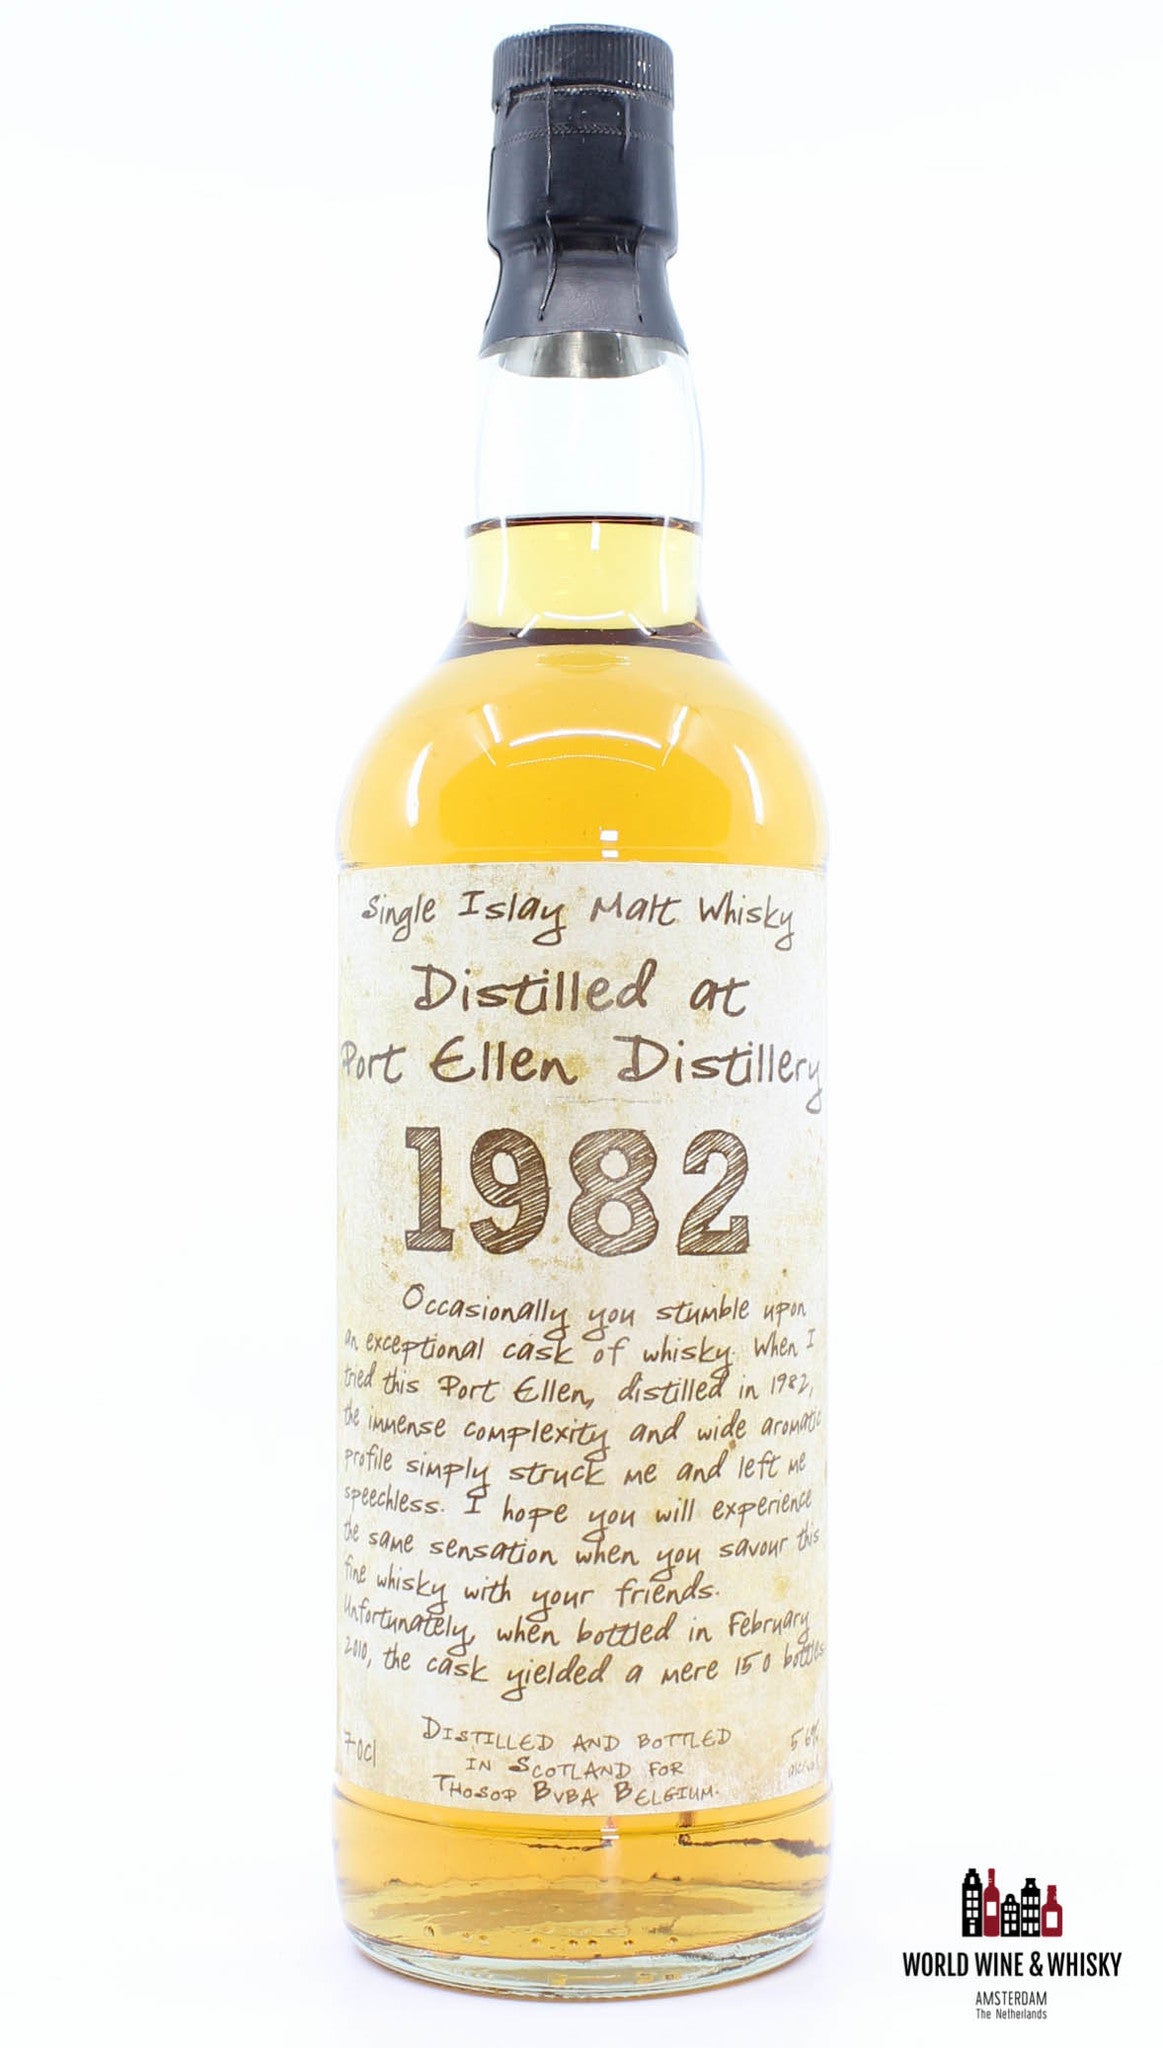 Single Islay Malt Whisky
Distilled at
Port Ellen Distillery
1982
Occasionally you stumble upon
an exceptional cask of whisky. When I
tried this Port Ellen, distilled in 1982,
the immense complexity and wide aromatic
profile simply struck me and left me
speechless. I hope you will experience
the same sensation when you savour this
fine whisky with your friends.
Unfortunately, when bottled in February
2010, the cask yielded a mere 150 bottles
70cl
DISTILLED AND BOTTLED
IN SCOTLAND FOR
THOSOP BVBA BELGIUM.
56%
alc/vol
WORLD WINE & WHISKY
AMSTERDAM
The Netherlands